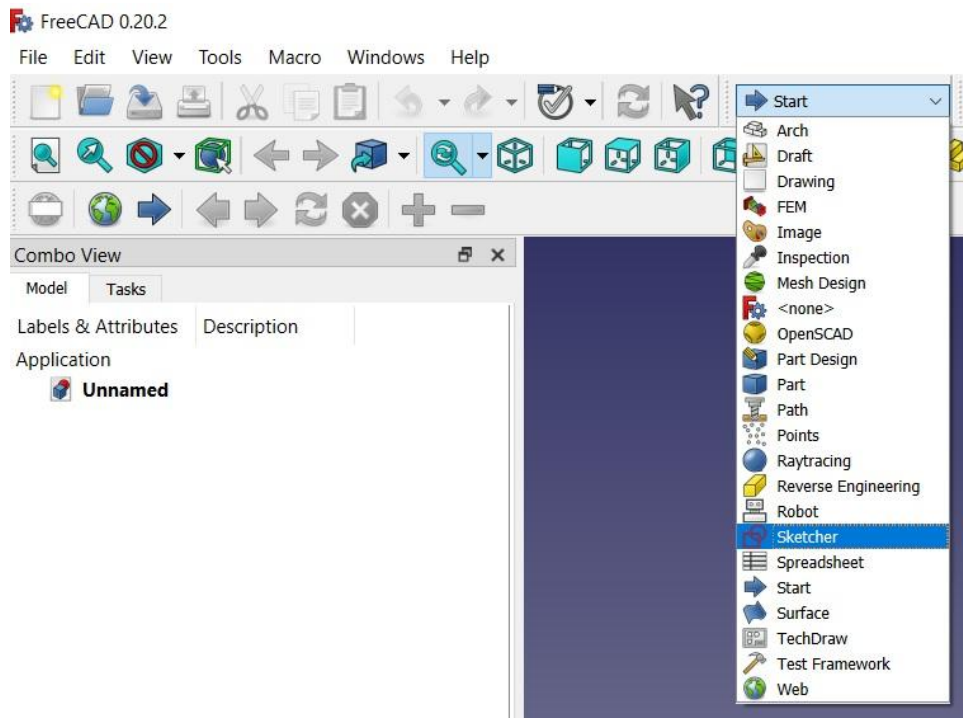 FreeCAD 0.20.2
File Edit View Tools Macro Windows Help
Start
Arch
Draft
Drawing
FEM
Image
Inspection
Mesh Design
<none>
OpenSCAD
Part Design
Part
Path
Points
Raytracing
Reverse Engineering
Robot
Sketcher
Spreadsheet
Start
Surface
TechDraw
Test Framework
Web
Combo View
Model Tasks
Labels & Attributes Description
Application
Unnamed